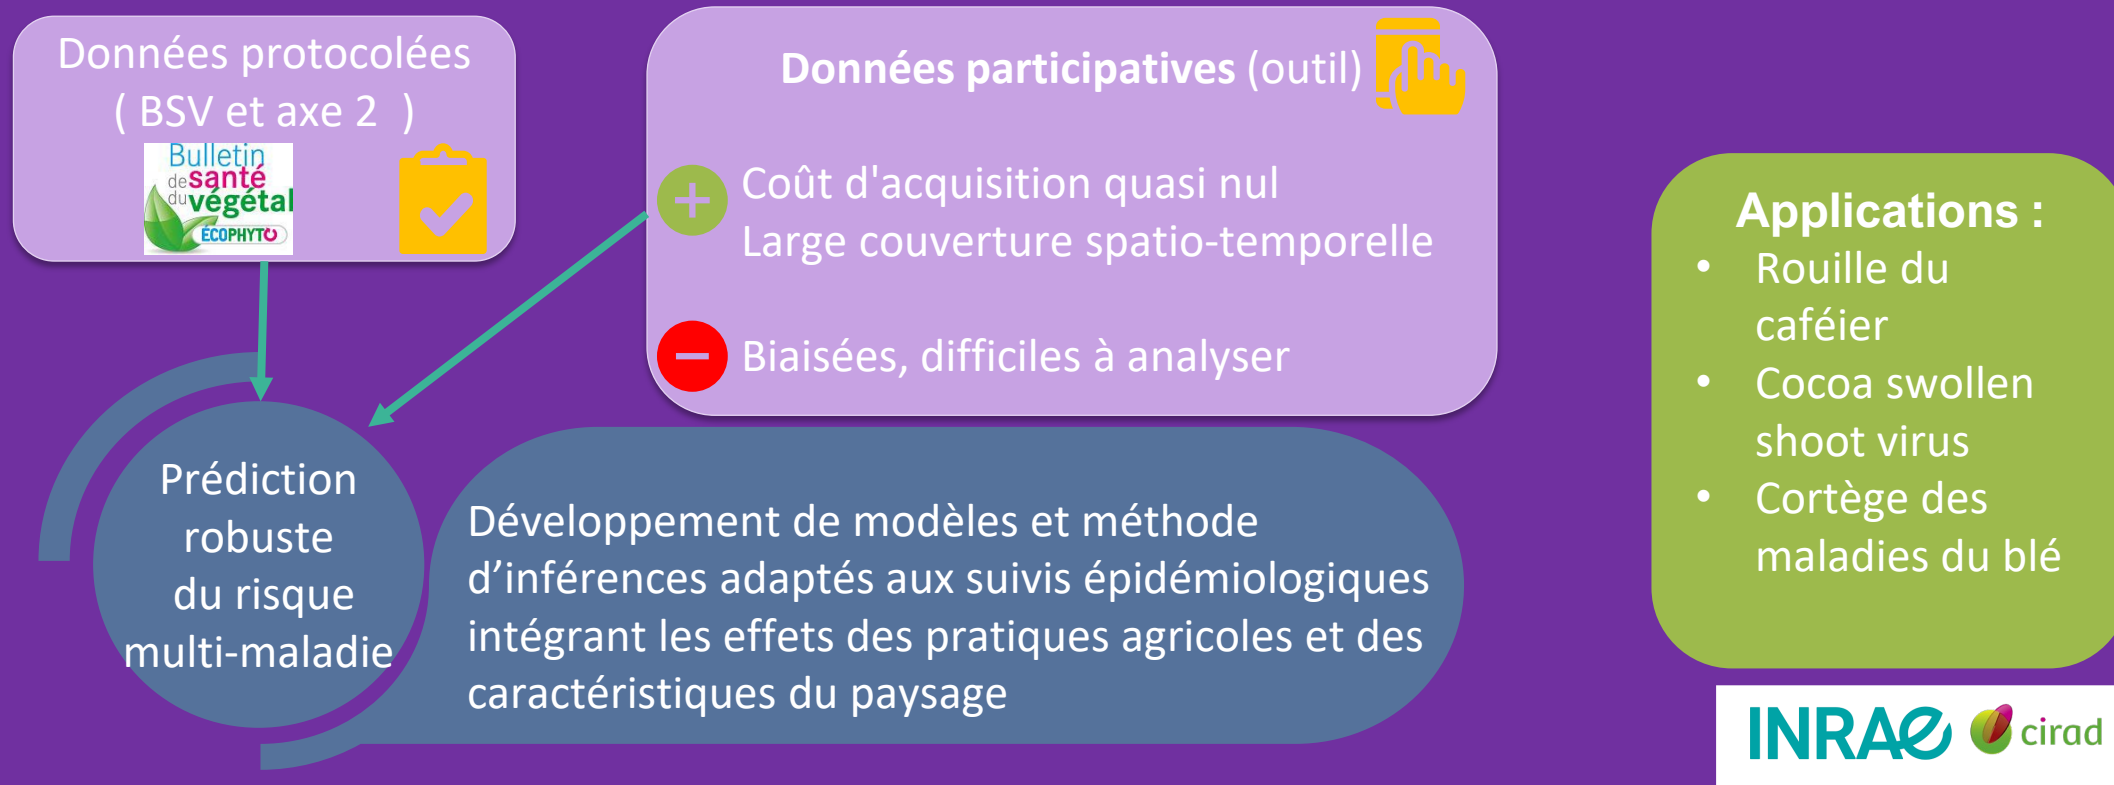 Données protocolées
( BSV et axe 2 )
Bulletin
de santé
du végétal
ÉCOPHYTO
Données participatives (outil)
Coût d'acquisition quasi nul
Large couverture spatio-temporelle
Biaisées, difficiles à analyser
Prédiction
robuste
du risque
multi-maladie
Développement de modèles et méthode
d’inférences adaptés aux suivis épidémiologiques
intégrant les effets des pratiques agricoles et des
caractéristiques du paysage
Applications :
• Rouille du
caféier
• Cocoa swollen
shoot virus
• Cortège des
maladies du blé
INRAE cirad